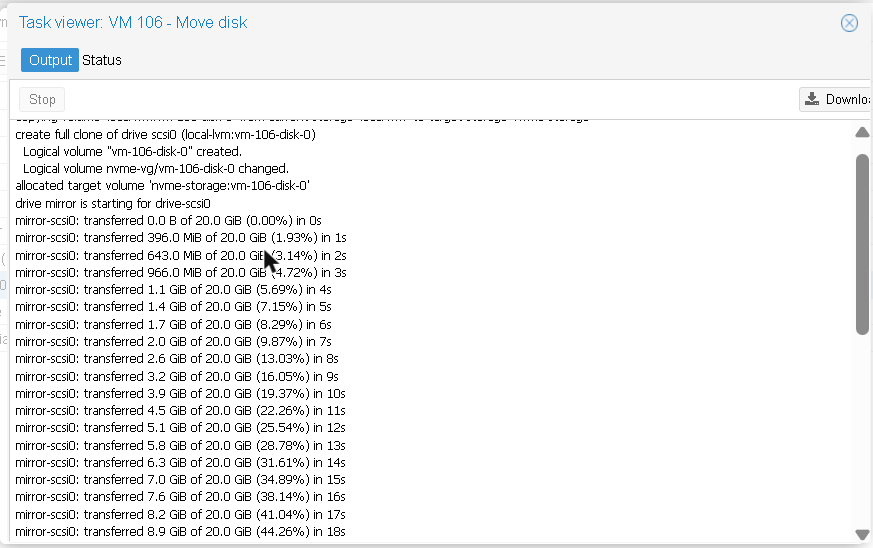 Task viewer: VM 106 - Move disk
Output Status
Stop
Downloa
create full clone of drive scsi0 (local-lvm:vm-106-disk-0)
Logical volume "vm-106-disk-0" created.
Logical volume nvme-vg/vm-106-disk-0 changed.
allocated target volume 'nvme-storage:vm-106-disk-0'
drive mirror is starting for drive-scsi0
mirror-scsi0: transferred 0.0 B of 20.0 GiB (0.00%) in 0s
mirror-scsi0: transferred 396.0 MiB of 20.0 GiB (1.93%) in 1s
mirror-scsi0: transferred 643.0 MiB of 20.0 GiB (3.14%) in 2s
mirror-scsi0: transferred 966.0 MiB of 20.0 GiB (4.72%) in 3s
mirror-scsi0: transferred 1.1 GiB of 20.0 GiB (5.69%) in 4s
mirror-scsi0: transferred 1.4 GiB of 20.0 GiB (7.15%) in 5s
mirror-scsi0: transferred 1.7 GiB of 20.0 GiB (8.29%) in 6s
mirror-scsi0: transferred 2.0 GiB of 20.0 GiB (9.87%) in 7s
mirror-scsi0: transferred 2.6 GiB of 20.0 GiB (13.03%) in 8s
mirror-scsi0: transferred 3.2 GiB of 20.0 GiB (16.05%) in 9s
mirror-scsi0: transferred 3.9 GiB of 20.0 GiB (19.37%) in 10s
mirror-scsi0: transferred 4.5 GiB of 20.0 GiB (22.26%) in 11s
mirror-scsi0: transferred 5.1 GiB of 20.0 GiB (25.54%) in 12s
mirror-scsi0: transferred 5.8 GiB of 20.0 GiB (28.78%) in 13s
mirror-scsi0: transferred 6.3 GiB of 20.0 GiB (31.61%) in 14s
mirror-scsi0: transferred 7.0 GiB of 20.0 GiB (34.89%) in 15s
mirror-scsi0: transferred 7.6 GiB of 20.0 GiB (38.14%) in 16s
mirror-scsi0: transferred 8.2 GiB of 20.0 GiB (41.04%) in 17s
mirror-scsi0: transferred 8.9 GiB of 20.0 GiB (44.26%) in 18s